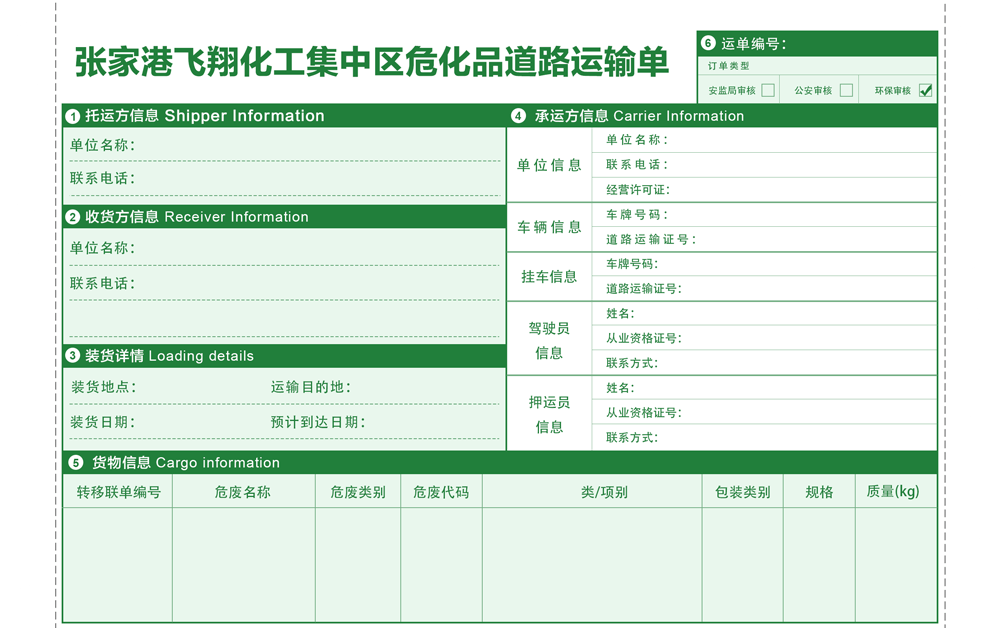 张家港飞翔化工集中区危化品道路运输单
6 运单编号：
订单类型
安监局审核 公安审核 环保审核
1 托运方信息 Shipper Information
单位名称：
联系电话：
2 收货方信息 Receiver Information
单位名称：
联系电话：
3 装货详情 Loading details
装货地点： 运输目的地：
装货日期： 预计到达日期：
4 承运方信息 Carrier Information
单位信息
单位名称：
联系电话：
经营许可证：
车辆信息
车牌号码：
道路运输证号：
挂车信息
车牌号码：
道路运输证号：
驾驶员
信息
姓名：
从业资格证号：
联系方式：
押运员
信息
姓名：
从业资格证号：
联系方式：
5 货物信息 Cargo information
转移联单编号 危废名称 危废类别 危废代码 类/项别 包装类别 规格 质量(kg)